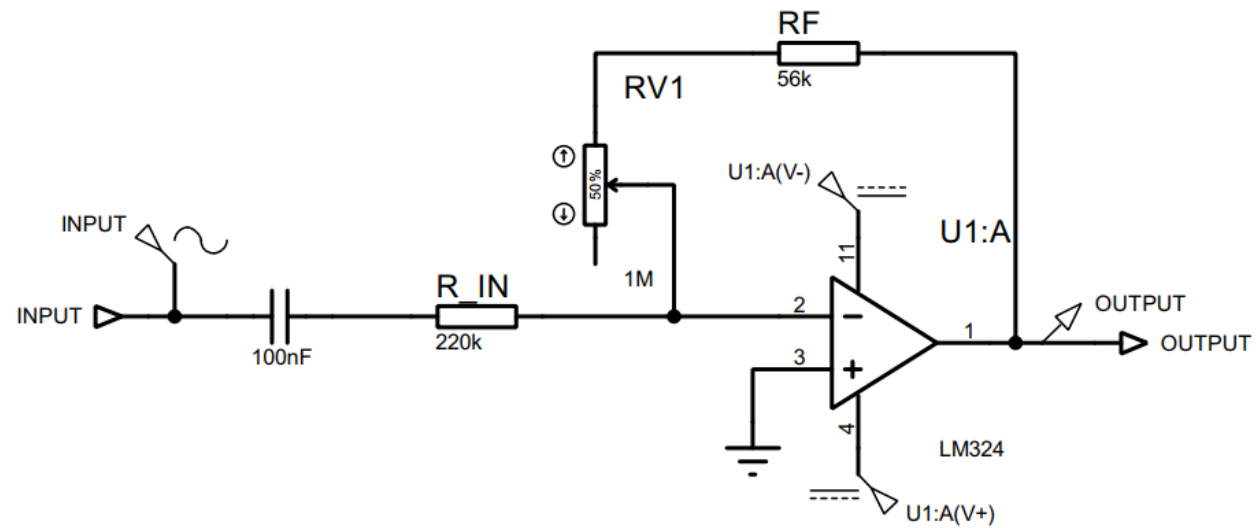 RF
56k
RV1
50%
1M
U1:A(V-)
11
U1:A
INPUT
INPUT
100nF
R_IN
220k
2
3
1
4
OUTPUT
OUTPUT
LM324
U1:A(V+)